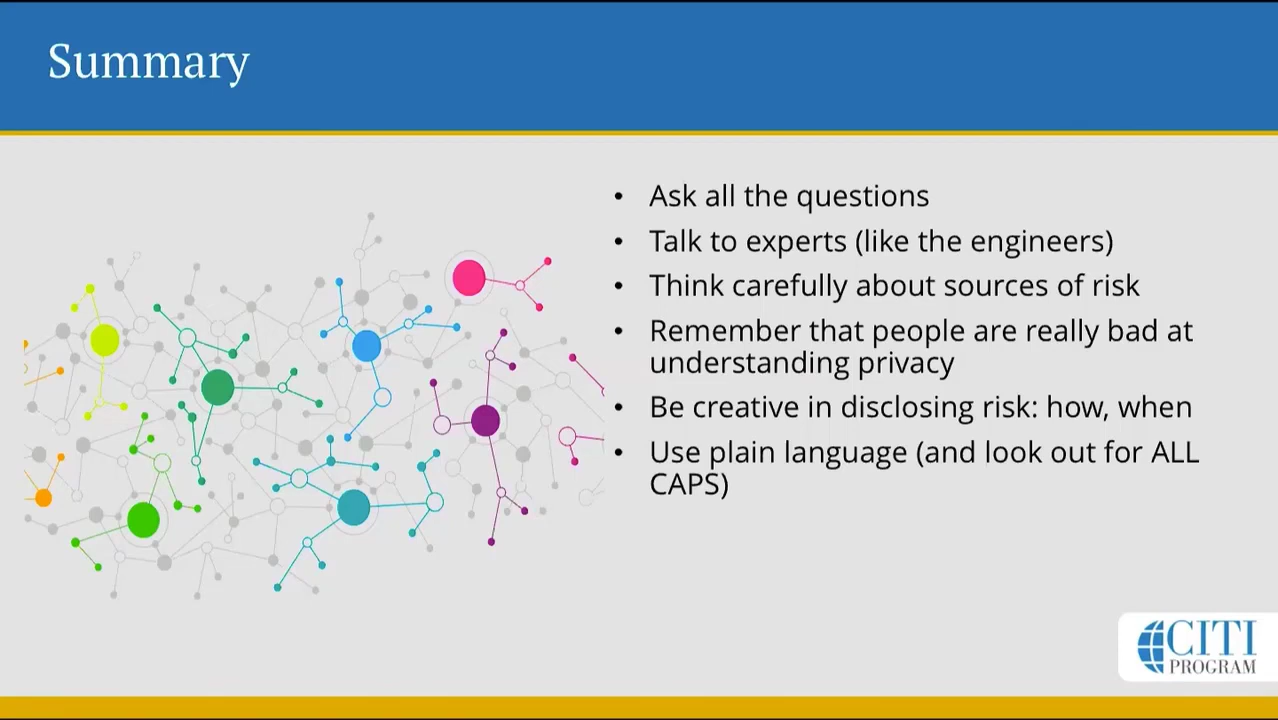 Summary
• Ask all the questions
• Talk to experts (like the engineers)
• Think carefully about sources of risk
• Remember that people are really bad at
understanding privacy
• Be creative in disclosing risk: how, when
• Use plain language (and look out for ALL
CAPS)
CITI
PROGRAM